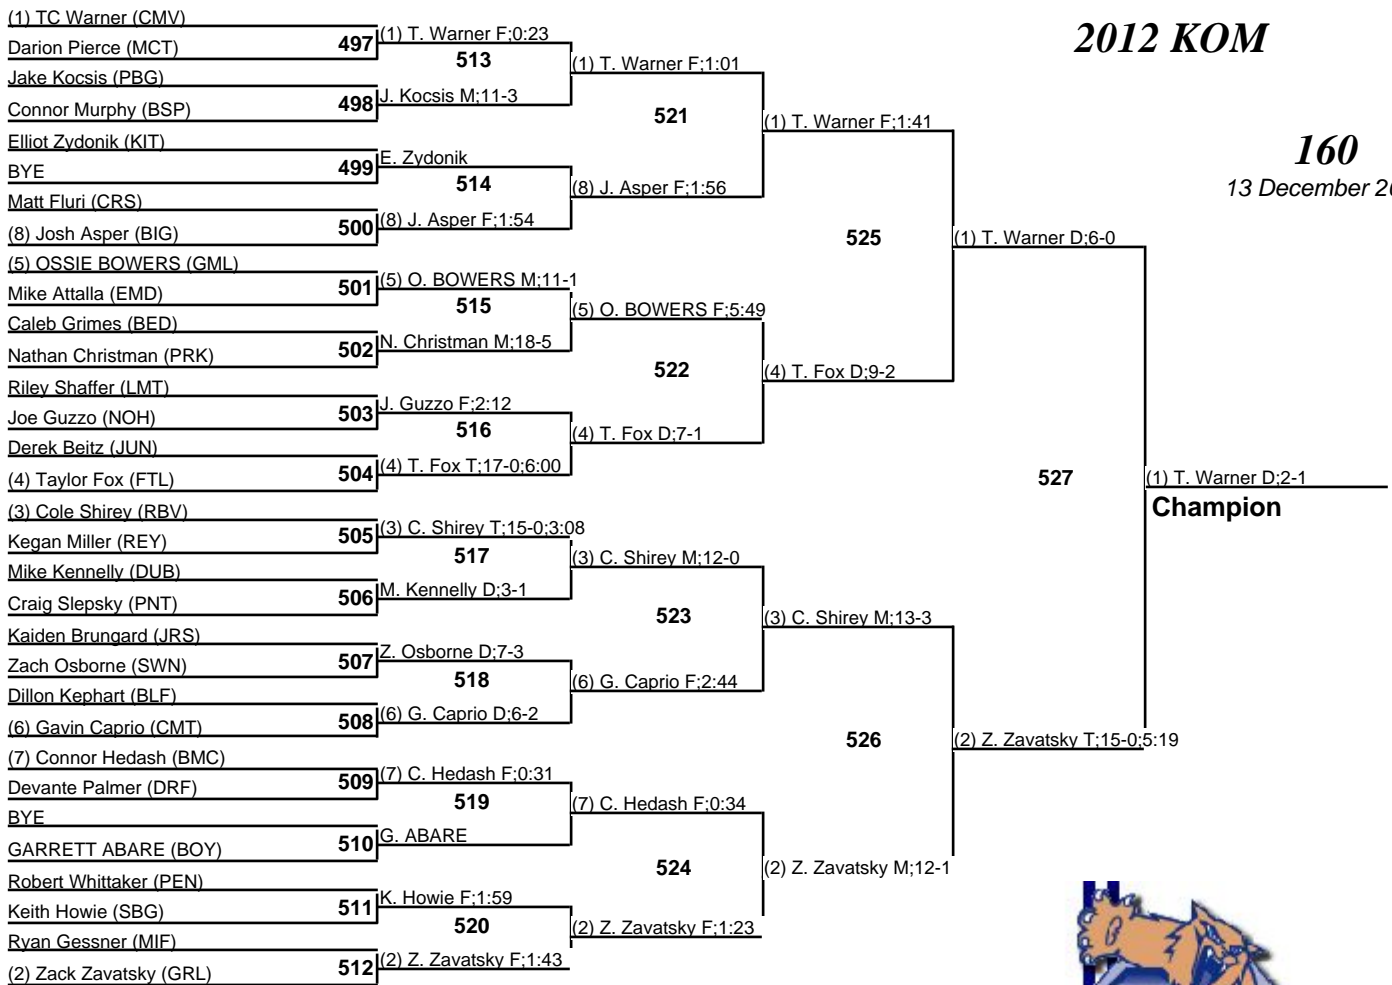 2012 KOM
160
13 December 20
(1) TC Warner (CMV)
Darion Pierce (MCT)
Jake Kocsis (PBG)
Connor Murphy (BSP)
Elliot Zydonik (KIT)
BYE
Matt Fluri (CRS)
(8) Josh Asper (BIG)
(5) OSSIE BOWERS (GML)
Mike Attalla (EMD)
Caleb Grimes (BED)
Nathan Christman (PRK)
Riley Shaffer (LMT)
Joe Guzzo (NOH)
Derek Beitz (JUN)
(4) Taylor Fox (FTL)
(3) Cole Shirey (RBV)
Kegan Miller (REY)
Mike Kennelly (DUB)
Craig Slepsky (PNT)
Kaiden Brungard (JRS)
Zach Osborne (SWN)
Dillon Kephart (BLF)
(6) Gavin Caprio (CMT)
(7) Connor Hedash (BMC)
Devante Palmer (DRF)
BYE
GARRETT ABARE (BOY)
Robert Whittaker (PEN)
Keith Howie (SBG)
Ryan Gessner (MIF)
(2) Zack Zavatsky (GRL)
497
498
499
500
501
502
503
504
505
506
507
508
509
510
511
512
(1) T. Warner F;0:23
J. Kocsis M;11-3
E. Zydonik
(8) J. Asper F;1:54
(5) O. BOWERS M;11-1
N. Christman M;18-5
J. Guzzo F;2:12
(4) T. Fox T;17-0;6:00
(3) C. Shirey T;15-0;3:08
M. Kennelly D;3-1
Z. Osborne D;7-3
(6) G. Caprio D;6-2
(7) C. Hedash F;0:31
G. ABARE
K. Howie F;1:59
(2) Z. Zavatsky F;1:43
513
514
515
516
517
518
519
520
(1) T. Warner F;1:01
(8) J. Asper F;1:56
(5) O. BOWERS F;5:49
(4) T. Fox D;7-1
(3) C. Shirey M;12-0
(6) G. Caprio F;2:44
(7) C. Hedash F;0:34
(2) Z. Zavatsky F;1:23
521
522
523
524
(1) T. Warner F;1:41
(4) T. Fox D;9-2
(3) C. Shirey M;13-3
(2) Z. Zavatsky M;12-1
525
526
(1) T. Warner D;6-0
(2) Z. Zavatsky T;15-0;5:19
527
(1) T. Warner D;2-1
Champion